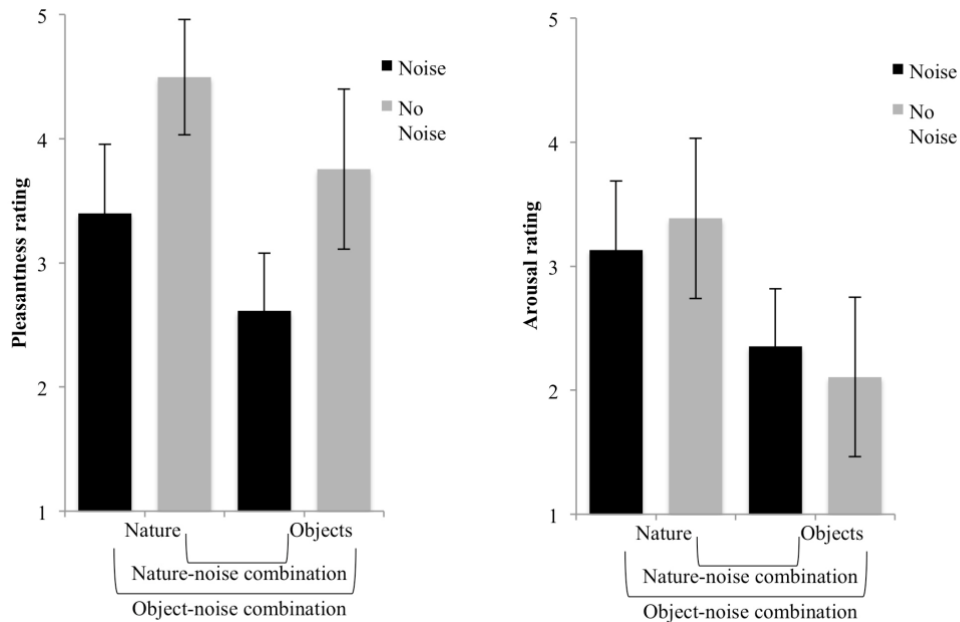 5
4
3
2
1
Pleasantness rating
Noise
No
Noise
Nature
Objects
Nature-noise combination
Object-noise combination
5
4
3
2
1
Arousal rating
Noise
No
Noise
Nature
Objects
Nature-noise combination
Object-noise combination